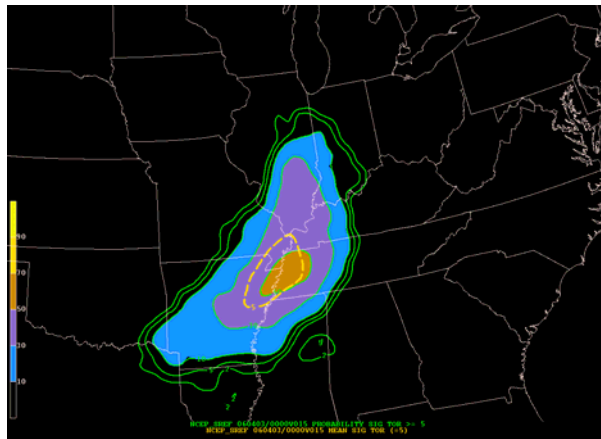 90
70
50
30
10
NCEP_SREF 060403/0000V015 PROBABILITY SIG TOR >= 5
NCEP_SREF 060403/0000V015 MEAN SIG TOR (=5)